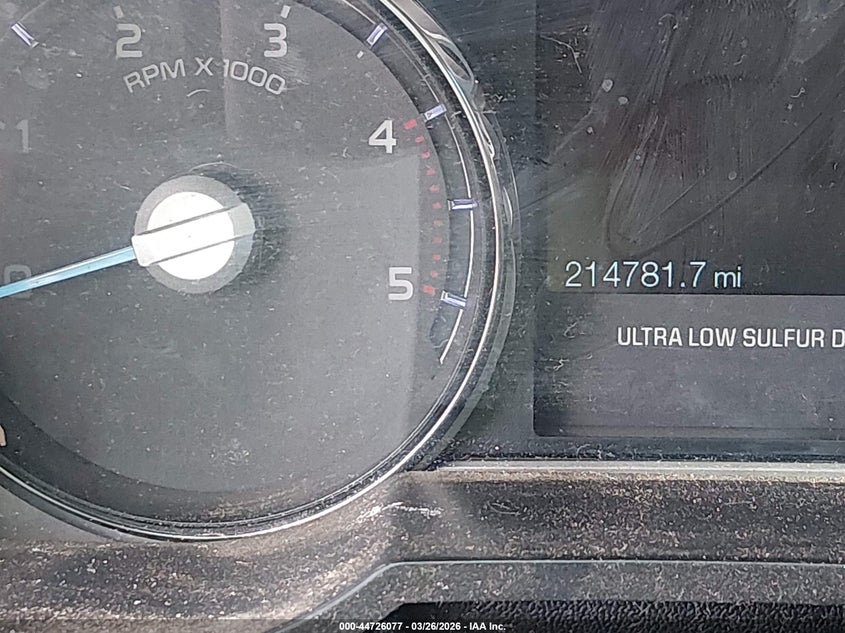 2 3
RPM X 1000
1 4
0 5
214781.7 mi
ULTRA LOW SULFUR D
000-44726077 - 03/26/2026 - IAA Inc.